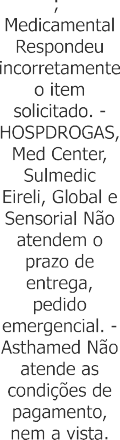 ;
Medicamental
Respondeu
incorretamente
o item
solicitado. -
HOSPDROGAS,
Med Center,
Sulmedic
Eireli, Global e
Sensorial Não
atendem o
prazo de
entrega,
pedido
emergencial. -
Asthamed Não
atende as
condições de
pagamento,
nem a vista.